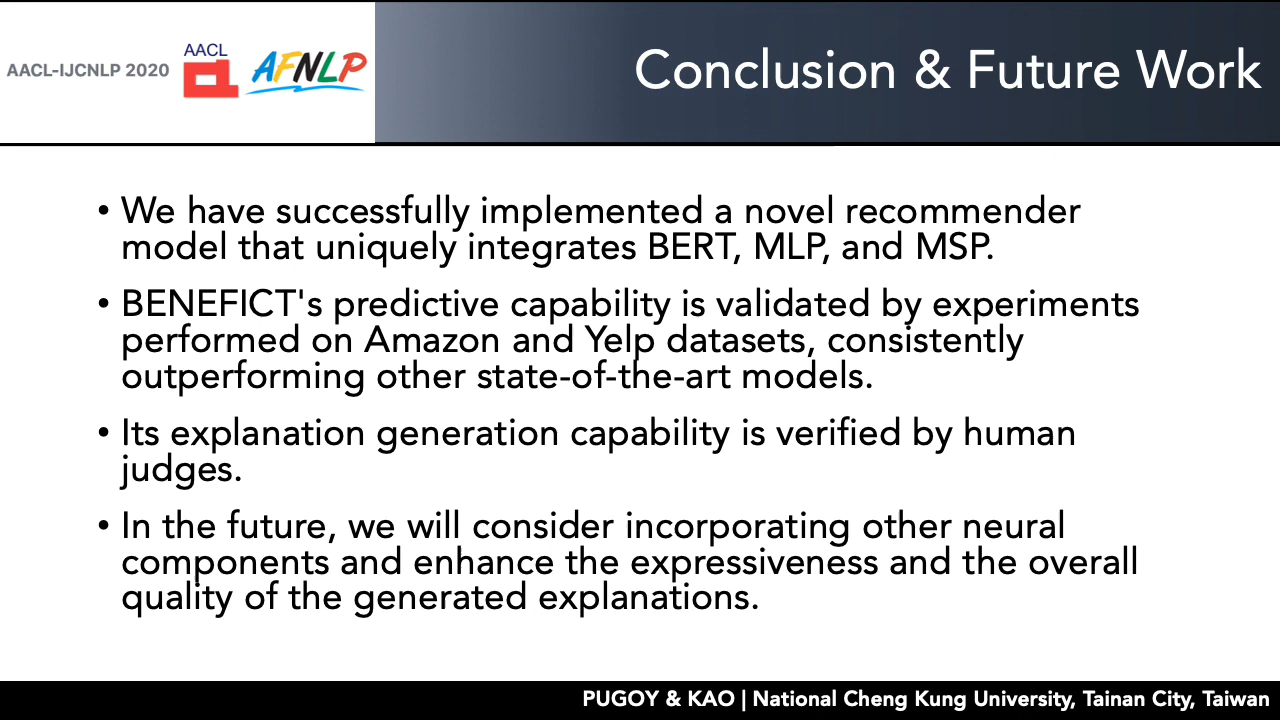 AACL-IJCNLP 2020
AACL
AFNLP
Conclusion & Future Work
• We have successfully implemented a novel recommender
model that uniquely integrates BERT, MLP, and MSP.
• BENEFICT's predictive capability is validated by experiments
performed on Amazon and Yelp datasets, consistently
outperforming other state-of-the-art models.
• Its explanation generation capability is verified by human
judges.
• In the future, we will consider incorporating other neural
components and enhance the expressiveness and the overall
quality of the generated explanations.
PUGOY & KAO | National Cheng Kung University, Tainan City, Taiwan